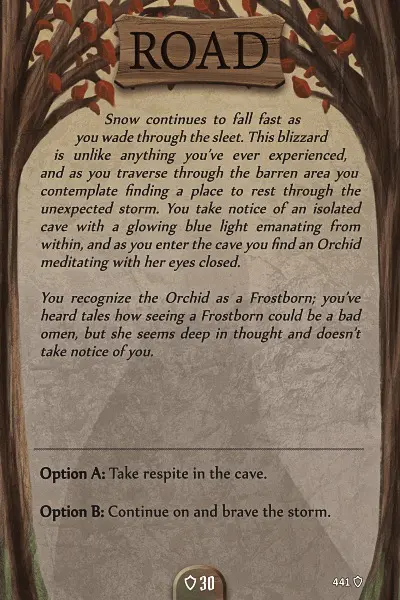 ROAD
Snow continues to fall fast as
you wade through the sleet. This blizzard
is unlike anything you've ever experienced,
and as you traverse through the barren area you
contemplate finding a place to rest through the
unexpected storm. You take notice of an isolated
cave with a glowing blue light emanating from
within, and as you enter the cave you find an Orchid
meditating with her eyes closed.
You recognize the Orchid as a Frostborn; you've
heard tales how seeing a Frostborn could be a bad
omen, but she seems deep in thought and doesn't
take notice of you.
Option A: Take respite in the cave.
Option B: Continue on and brave the storm.
30
441